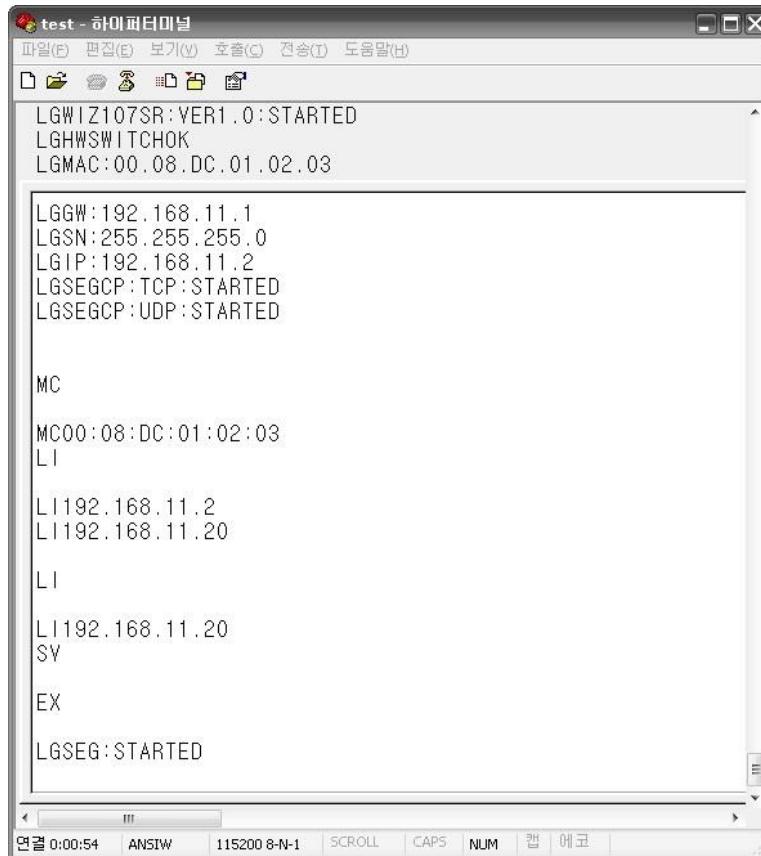 test - 하이퍼터미널
파일(F) 편집(E) 보기(V) 호출(C) 전송(T) 도움말(H)
LGWIZ107SR:VER1.0:STARTED
LGHWSWITCHOK
LGMAC:00.08.DC.01.02.03
LGGW:192.168.11.1
LGSN:255.255.255.0
LGIP:192.168.11.2
LGSEGCP:TCP:STARTED
LGSEGCP:UDP:STARTED
MC
MC00:08:DC:01:02:03
LI
LI192.168.11.2
LI192.168.11.20
LI
LI192.168.11.20
SV
EX
LGSEG:STARTED
연결 0:00:54 ANSIW 115200 8-N-1 SCROLL CAPS NUM 캡 에코